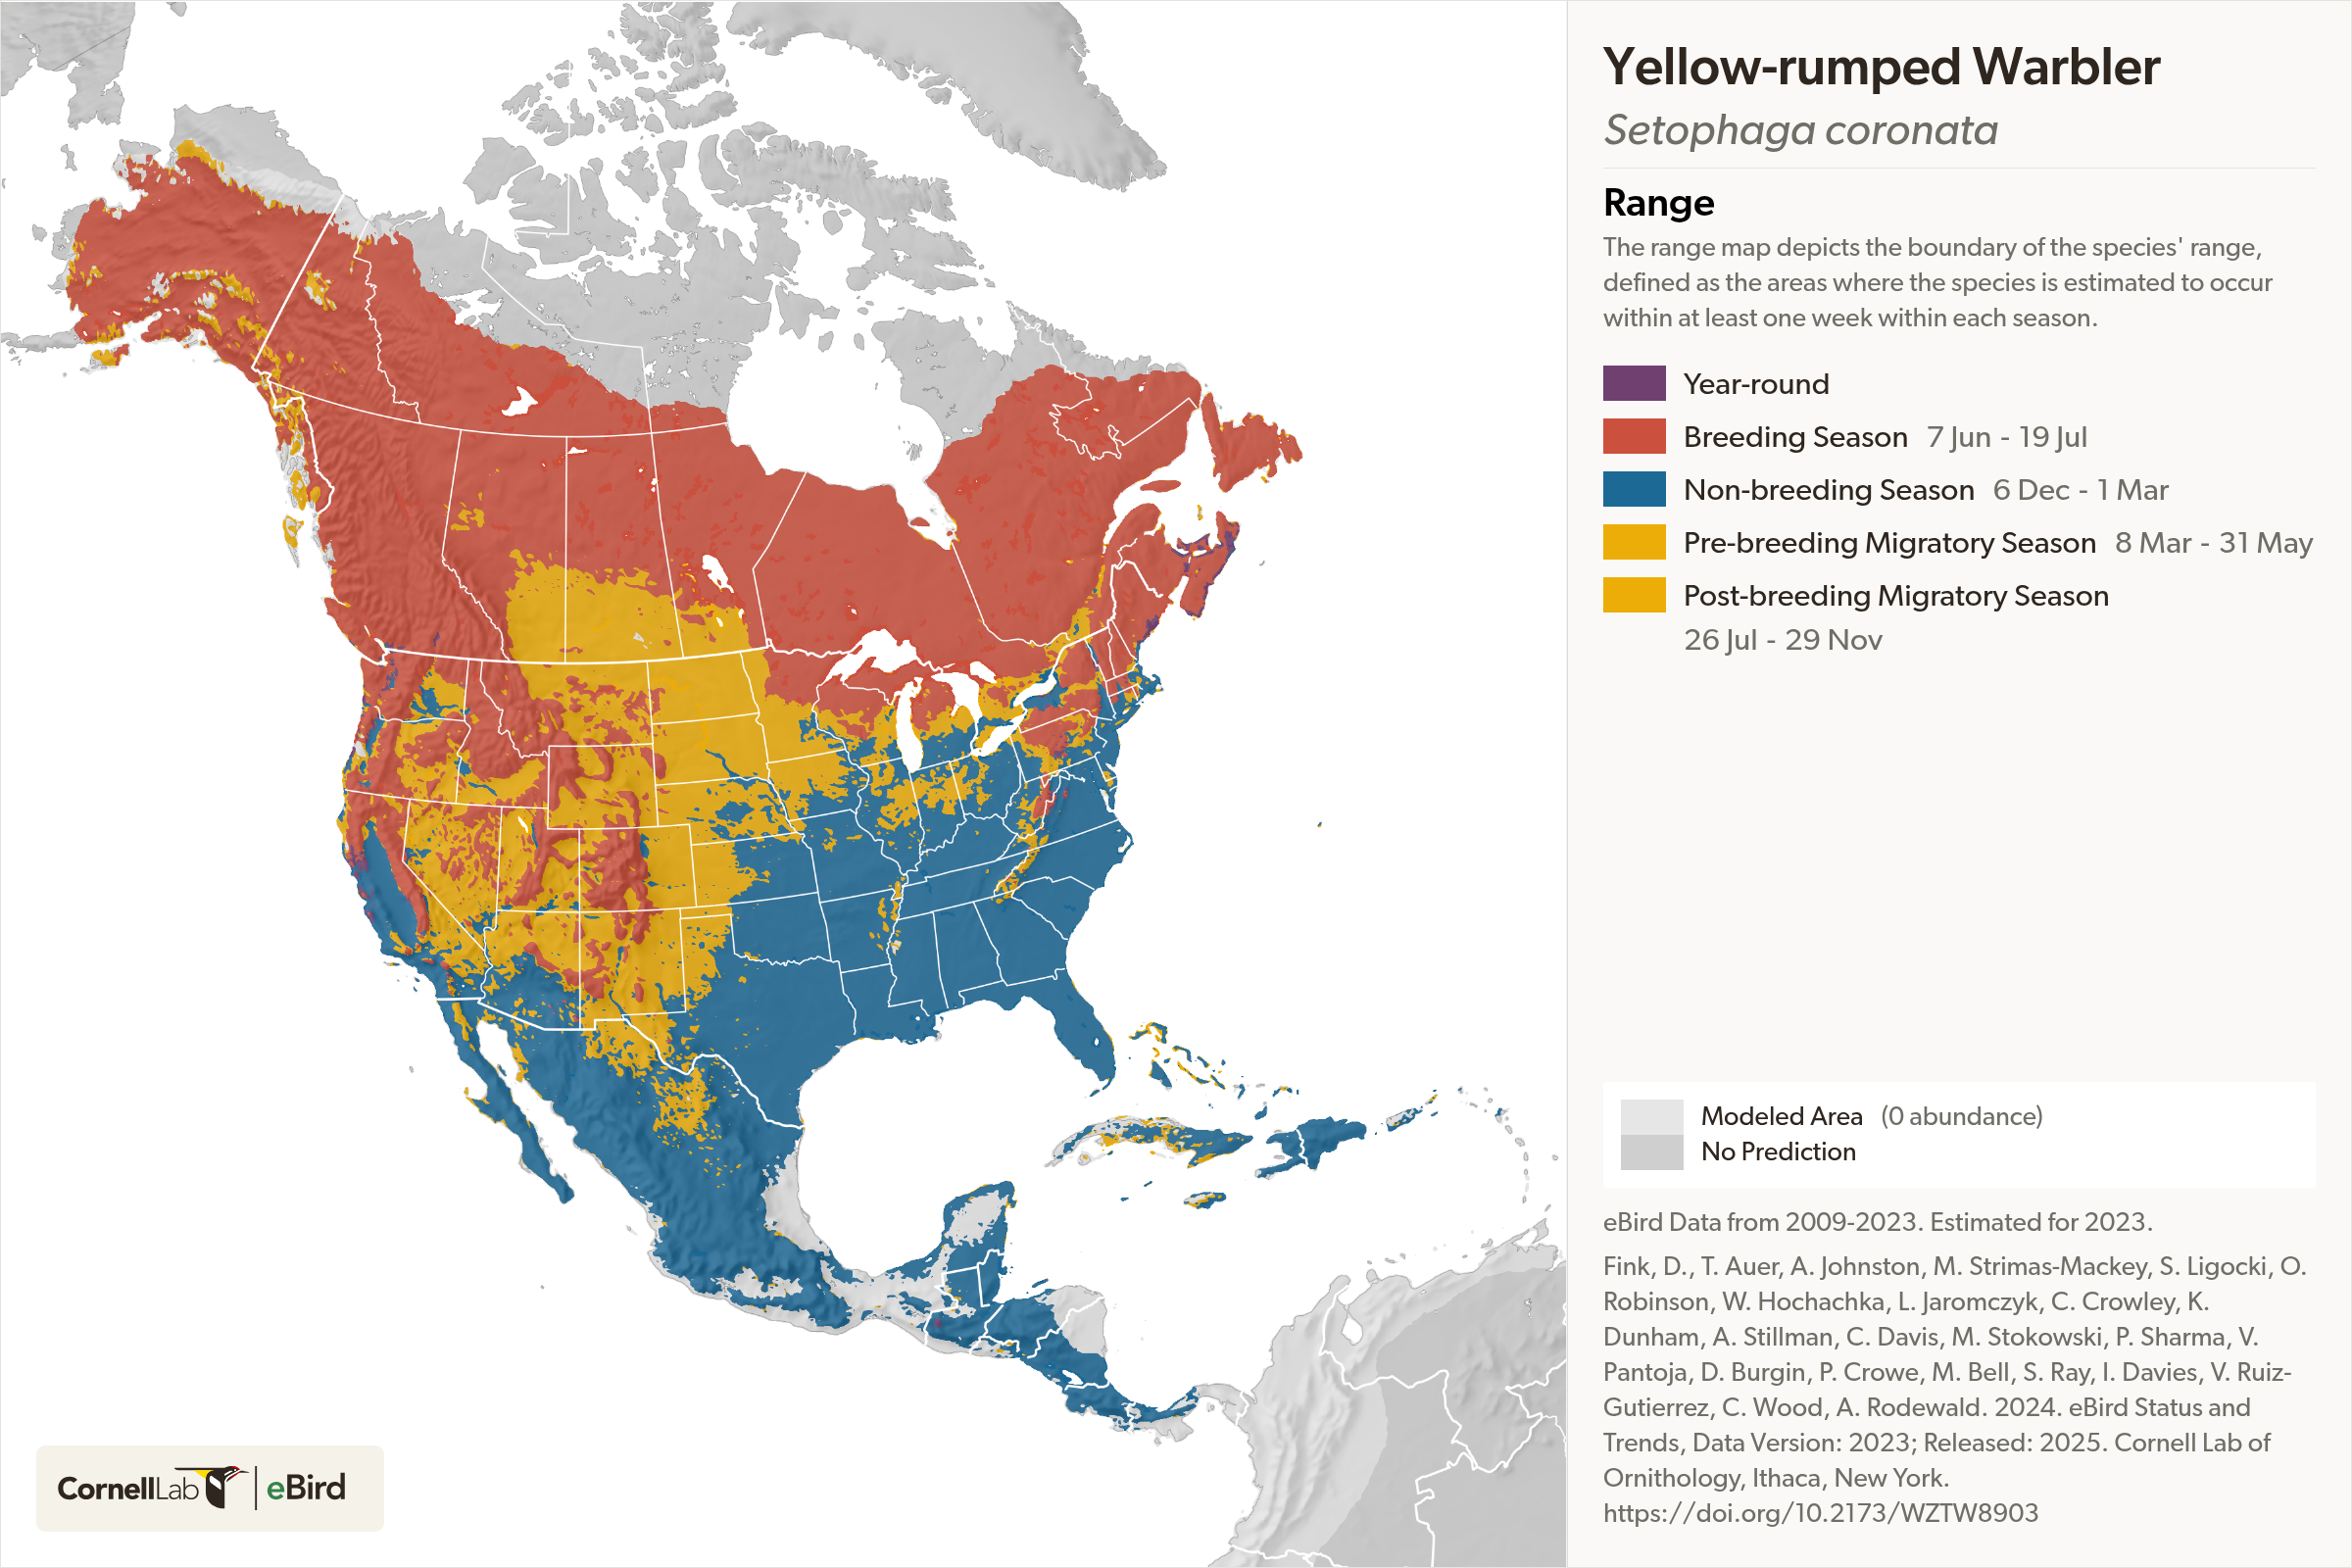 Yellow-rumped Warbler
Setophaga coronata
Range
The range map depicts the boundary of the species' range,
defined as the areas where the species is estimated to occur
within at least one week within each season.
Year-round
Breeding Season 7 Jun - 19 Jul
Non-breeding Season 6 Dec - 1 Mar
Pre-breeding Migratory Season 8 Mar - 31 May
Post-breeding Migratory Season
26 Jul - 29 Nov
Modeled Area (0 abundance)
No Prediction
eBird Data from 2009-2023. Estimated for 2023.
Fink, D., T. Auer, A. Johnston, M. Strimas-Mackey, S. Ligocki, O.
Robinson, W. Hochachka, L. Jaromczyk, C. Crowley, K.
Dunham, A. Stillman, C. Davis, M. Stokowski, P. Sharma, V.
Pantoja, D. Burgin, P. Crowe, M. Bell, S. Ray, I. Davies, V. Ruiz-
Gutierrez, C. Wood, A. Rodewald. 2024. eBird Status and
Trends, Data Version: 2023; Released: 2025. Cornell Lab of
Ornithology, Ithaca, New York.
https://doi.org/10.2173/WZTW8903
CornellLab eBird